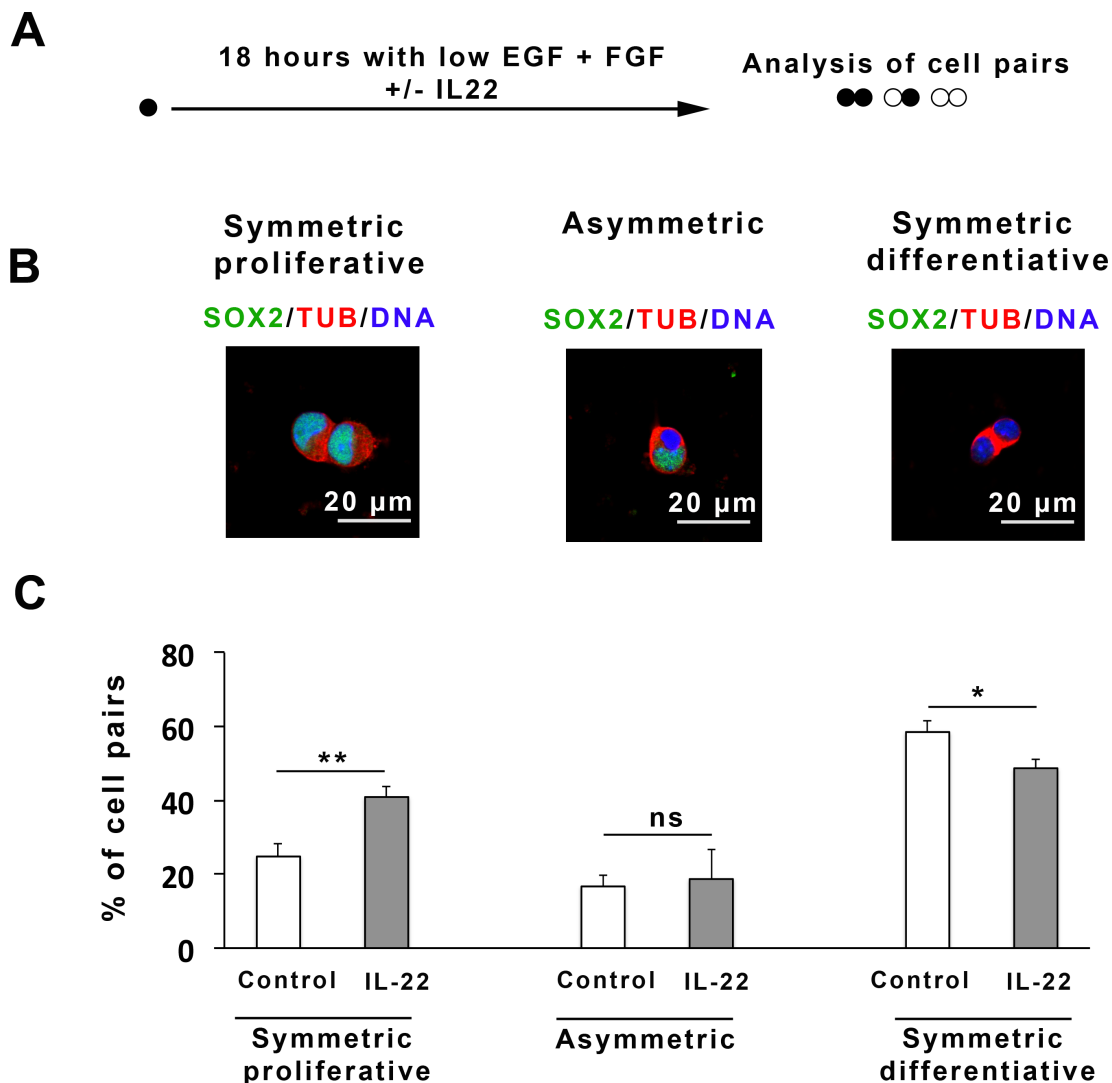 A
18 hours with low EGF + FGF
+/- IL22
Analysis of cell pairs
B
Symmetric
proliferative
Asymmetric
Symmetric
differentiative
SOX2/TUB/DNA
SOX2/TUB/DNA
SOX2/TUB/DNA
20 µm
20 µm
20 µm
C
% of cell pairs
80
60
40
20
0
**
ns
*
Control
IL-22
Control
IL-22
Control
IL-22
Symmetric
proliferative
Asymmetric
Symmetric
differentiative